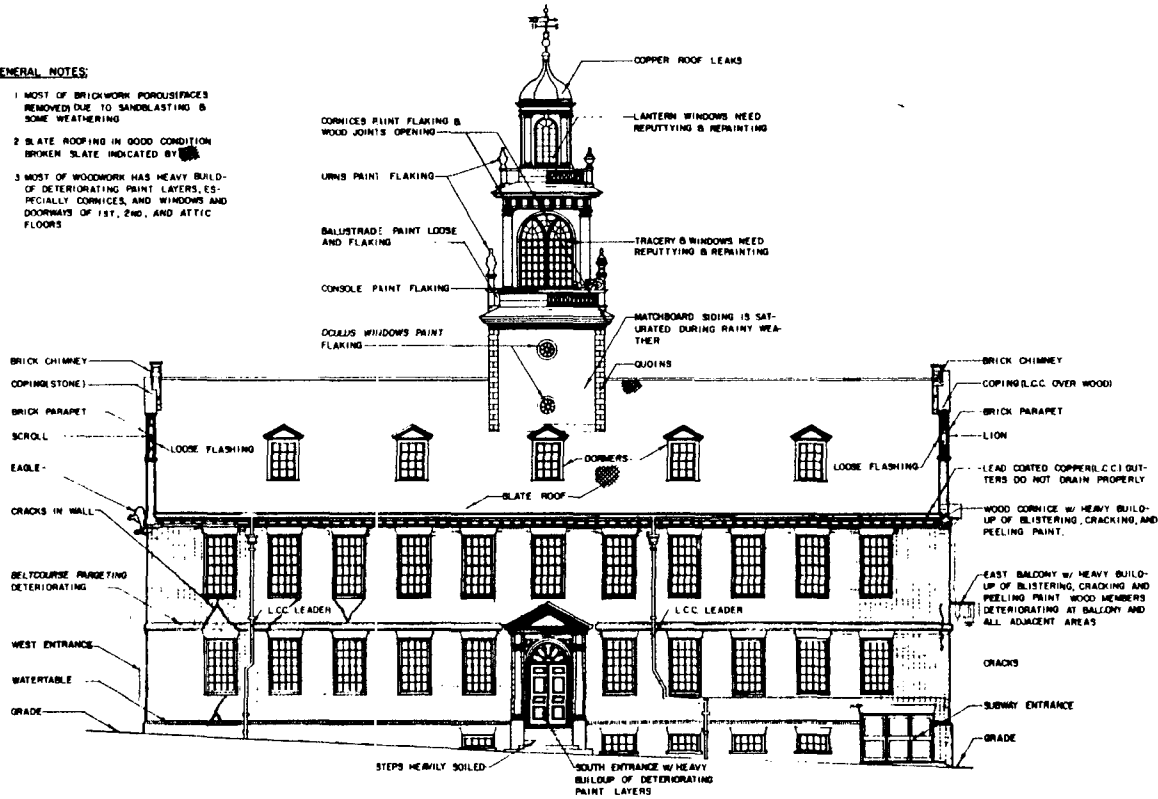 GENERAL NOTES:
1 MOST OF BRICKWORK POROUS(FACES
REMOVED) DUE TO SANDBLASTING &
SOME WEATHERING
2 SLATE ROOFING IN GOOD CONDITION
BROKEN SLATE INDICATED BY
3 MOST OF WOODWORK HAS HEAVY BUILD-
OF DETERIORATING PAINT LAYERS, ES-
PECIALLY CORNICES, AND WINDOWS AND
DOORWAYS OF 1ST, 2ND, AND ATTIC
FLOORS
COPPER ROOF LEAKS
CORNICES PAINT FLAKING &
WOOD JOINTS OPENING
LANTERN WINDOWS NEED
REPUTTYING & REPAINTING
URNS PAINT FLAKING
BALUSTRADE PAINT LOOSE
AND FLAKING
TRACERY & WINDOWS NEED
REPUTTYING & REPAINTING
CONSOLE PAINT FLAKING
MATCHBOARD SIDING IS SAT-
URATED DURING RAINY WEA-
THER
OCULUS WINDOWS PAINT
FLAKING
QUOINS
BRICK CHIMNEY
COPING(STONE)
BRICK PARAPET
SCROLL
LOOSE FLASHING
EAGLE
CRACKS IN WALL
BELTCOURSE PARGETING
DETERIORATING
WEST ENTRANCE
WATERTABLE
GRADE
DORMERS
SLATE ROOF
L.C.C. LEADER
L.C.C. LEADER
STEPS HEAVILY SOILED
SOUTH ENTRANCE W/ HEAVY
BUILDUP OF DETERIORATING
PAINT LAYERS
BRICK CHIMNEY
COPING(L.C.C. OVER WOOD)
BRICK PARAPET
LION
LOOSE FLASHING
LEAD COATED COPPER(L.C.C.) GUT-
TERS DO NOT DRAIN PROPERLY
WOOD CORNICE W/ HEAVY BUILD-
UP OF BLISTERING, CRACKING, AND
PEELING PAINT.
EAST BALCONY W/ HEAVY BUILD-
UP OF BLISTERING, CRACKING AND
PEELING PAINT WOOD MEMBERS
DETERIORATING AT BALCONY AND
ALL ADJACENT AREAS
CRACKS
SUBWAY ENTRANCE
GRADE